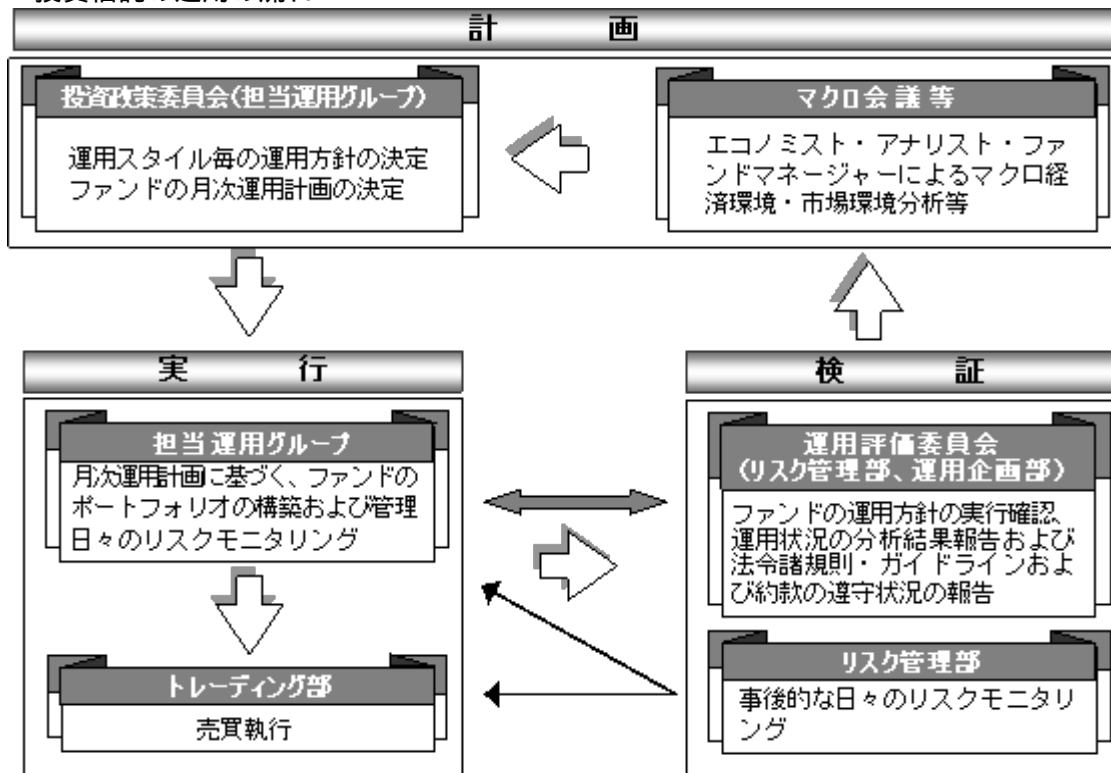 計 画
投資政策委員会(担当運用グループ)
運用スタイル毎の運用方針の決定
ファンドの月次運用計画の決定
マクロ会議等
エコノミスト・アナリスト・ファ
ンドマネージャーによるマクロ経
済環境・市場環境分析等
実 行
担当運用グループ
月次運用計画に基づく、ファンドの
ポートフォリオの構築および管理
日々のリスクモニタリング
トレーディング部
売買執行
検 証
運用評価委員会
(リスク管理部、運用企画部)
ファンドの運用方針の実行確認、
運用状況の分析結果報告および
法令諸規則・ガイドラインおよ
び約款の遵守状況の報告
リスク管理部
事後的な日々のリスクモニタリ
ング